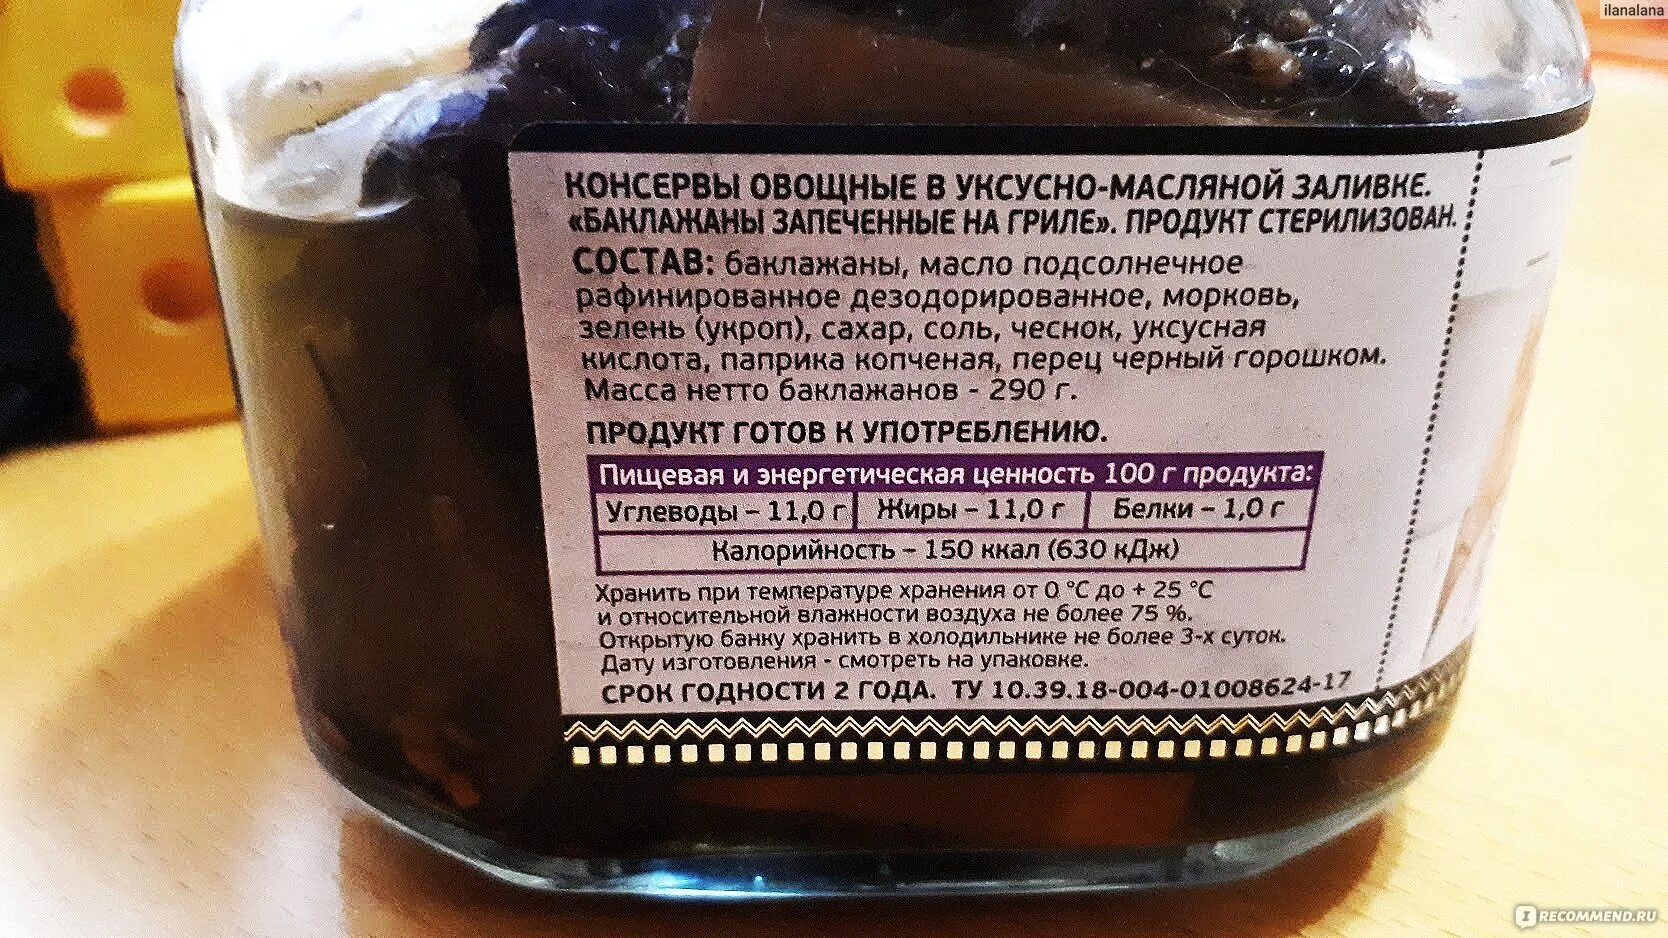 ilanalana
КОНСЕРВЫ ОВОЩНЫЕ В УКСУСНО-МАСЛЯНОЙ ЗАЛИВКЕ.
«БАКЛАЖАНЫ ЗАПЕЧЕННЫЕ НА ГРИЛЕ». ПРОДУКТ СТЕРИЛИЗОВАН.
СОСТАВ: баклажаны, масло подсолнечное
рафинированное дезодорированное, морковь,
зелень (укроп), сахар, соль, чеснок, уксусная
кислота, паприка копченая, перец черный горошком.
Масса нетто баклажанов - 290 г.
ПРОДУКТ ГОТОВ К УПОТРЕБЛЕНИЮ.
Пищевая и энергетическая ценность 100 г продукта:
Углеводы – 11,0 г Жиры – 11,0 г Белки – 1,0 г
Калорийность – 150 ккал (630 кДж)
Хранить при температуре хранения от 0 °С до + 25 °С
и относительной влажности воздуха не более 75 %.
Открытую банку хранить в холодильнике не более 3-х суток.
Дату изготовления - смотреть на упаковке.
СРОК ГОДНОСТИ 2 ГОДА. ТУ 10.39.18-004-01008624-17
IRECOMMEND.RU